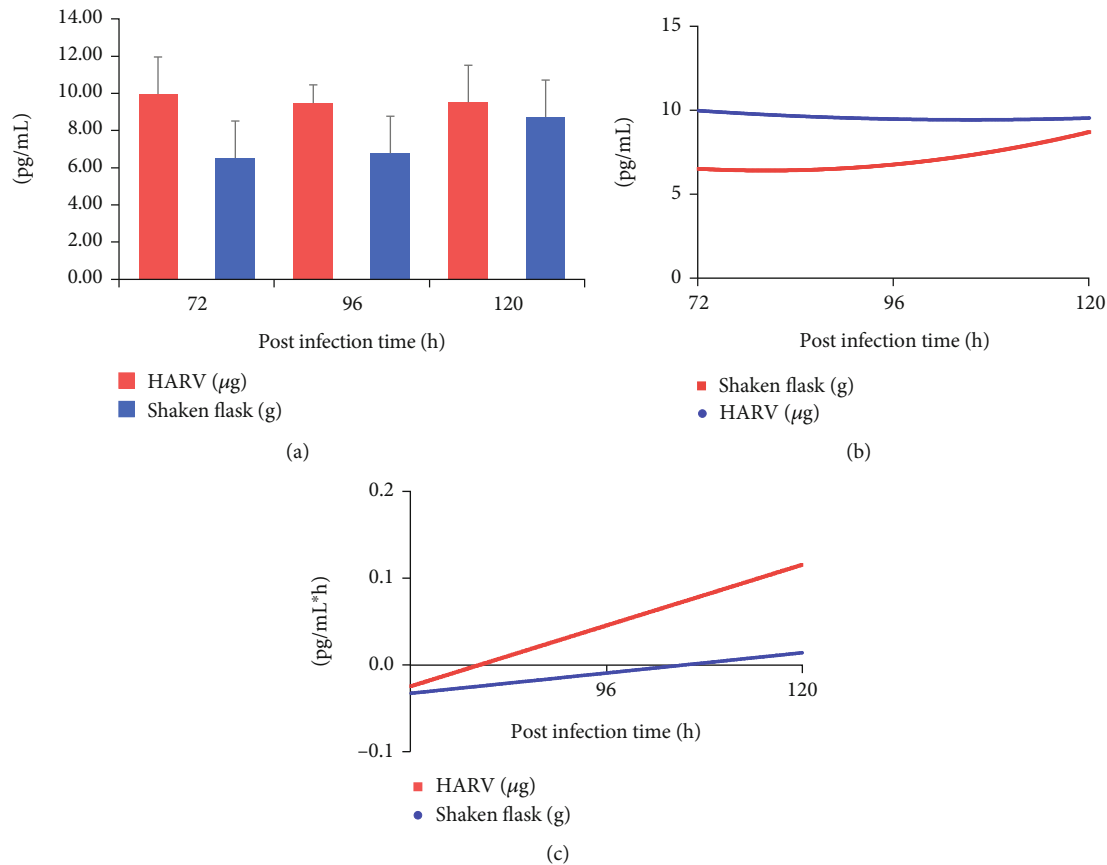 14.00
12.00
10.00
8.00
6.00
4.00
2.00
0.00
(pg/mL)
72
96
120
Post infection time (h)
HARV (μg)
Shaken flask (g)
(a)
15
10
5
0
(pg/mL)
72
96
120
Post infection time (h)
Shaken flask (g)
HARV (μg)
(b)
0.2
0.1
0.0
–0.1
(pg/mL*h)
96
120
Post infection time (h)
HARV (μg)
Shaken flask (g)
(c)